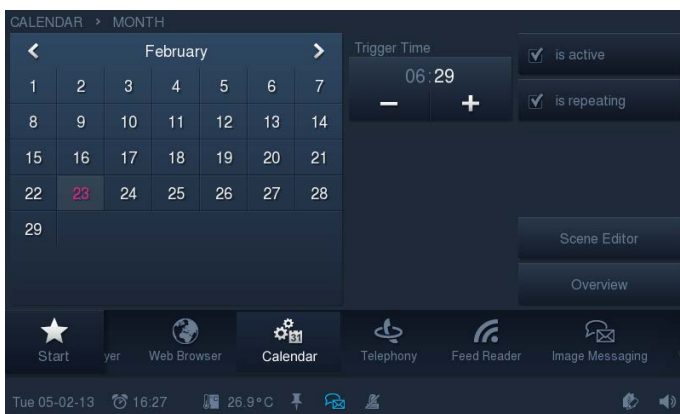 CALENDAR > MONTH
< February >
1 2 3 4 5 6 7
8 9 10 11 12 13 14
15 16 17 18 19 20 21
22 23 24 25 26 27 28
29
Trigger Time
06:29
− +
is active
is repeating
Scene Editor
Overview
Start
yer
Web Browser
31
Calendar
Telephony
Feed Reader
Image Messaging
Tue 05-02-13 16:27 26.9°C